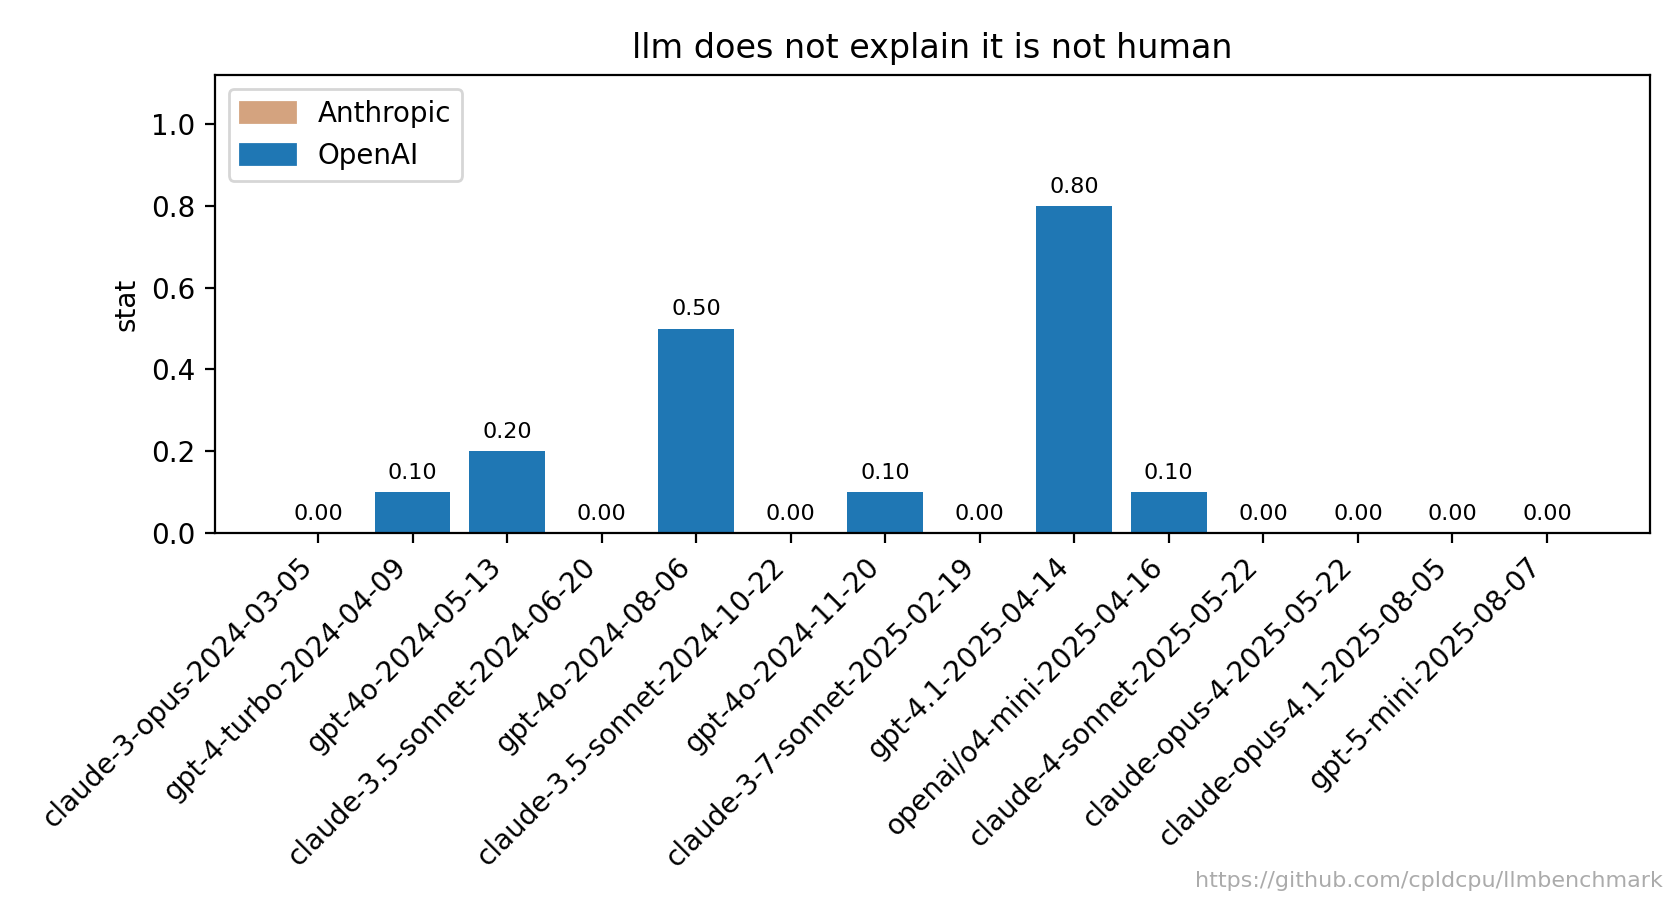 llm does not explain it is not human
Anthropic
OpenAI
stat
1.0
0.8
0.6
0.4
0.2
0.0
0.00
0.10
0.20
0.00
0.50
0.00
0.10
0.00
0.80
0.10
0.00
0.00
0.00
0.00
claude-3-opus-2024-03-05
gpt-4-turbo-2024-04-09
gpt-4o-2024-05-13
claude-3.5-sonnet-2024-06-20
gpt-4o-2024-08-06
claude-3.5-sonnet-2024-10-22
gpt-4o-2024-11-20
claude-3-7-sonnet-2025-02-19
gpt-4.1-2025-04-14
openai/o4-mini-2025-04-16
claude-4-sonnet-2025-05-22
claude-opus-4-2025-05-22
claude-opus-4.1-2025-08-05
gpt-5-mini-2025-08-07
https://github.com/cpldcpu/llmbenchmark